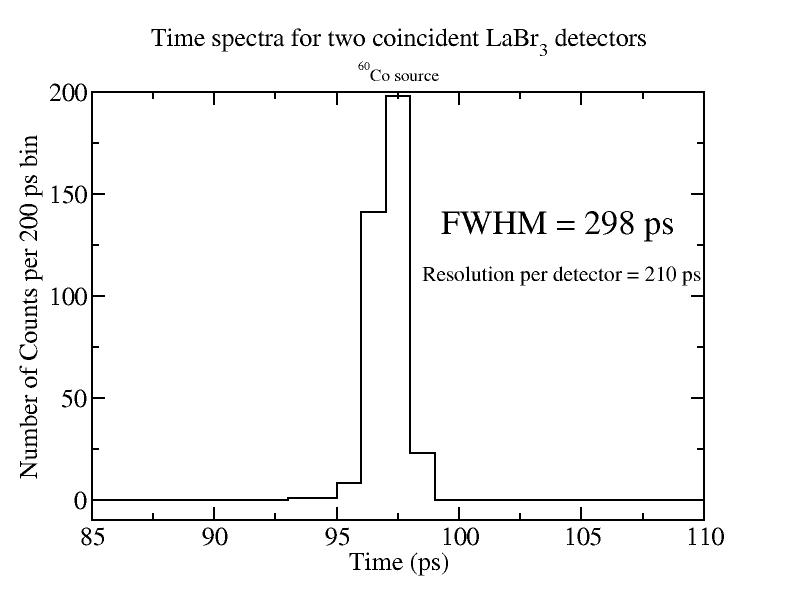 Time spectra for two coincident LaBr3 detectors
60Co source
Number of Counts per 200 ps bin
200
150
100
50
0
FWHM = 298 ps
Resolution per detector = 210 ps
85 90 95 100 105 110
Time (ps)